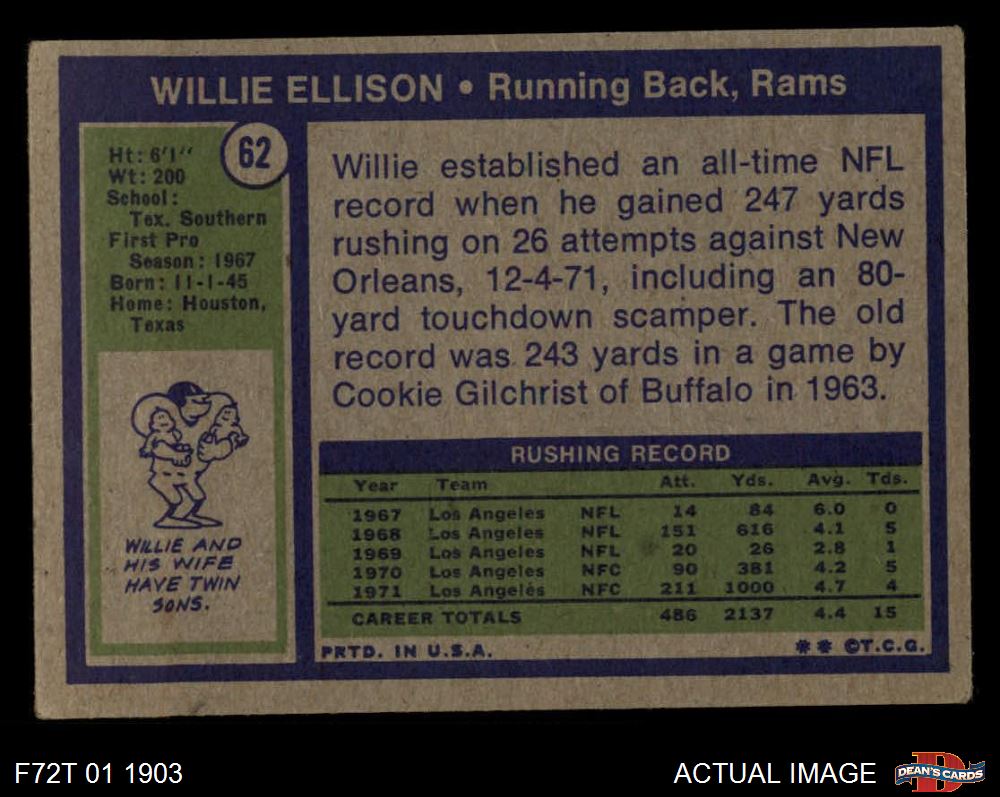 WILLIE ELLISON • Running Back, Rams
62
Ht: 6'1''
Wt: 200
School:
Tex. Southern
First Pro
Season: 1967
Born: 11-1-45
Home: Houston,
Texas
WILLIE AND
HIS WIFE
HAVE TWIN
SONS.
Willie established an all-time NFL
record when he gained 247 yards
rushing on 26 attempts against New
Orleans, 12-4-71, including an 80-
yard touchdown scamper. The old
record was 243 yards in a game by
Cookie Gilchrist of Buffalo in 1963.
RUSHING RECORD
Year Team Att. Yds. Avg. Tds.
1967 Los Angeles NFL 14 84 6.0 0
1968 Los Angeles NFL 151 616 4.1 5
1969 Los Angeles NFL 20 26 2.8 1
1970 Los Angeles NFC 90 381 4.2 5
1971 Los Angeles NFC 211 1000 4.7 4
CAREER TOTALS 486 2137 4.4 15
PRTD. IN U.S.A. ** ©T.C.G.
F72T 01 1903
ACTUAL IMAGE
D
DEAN'S CARDS